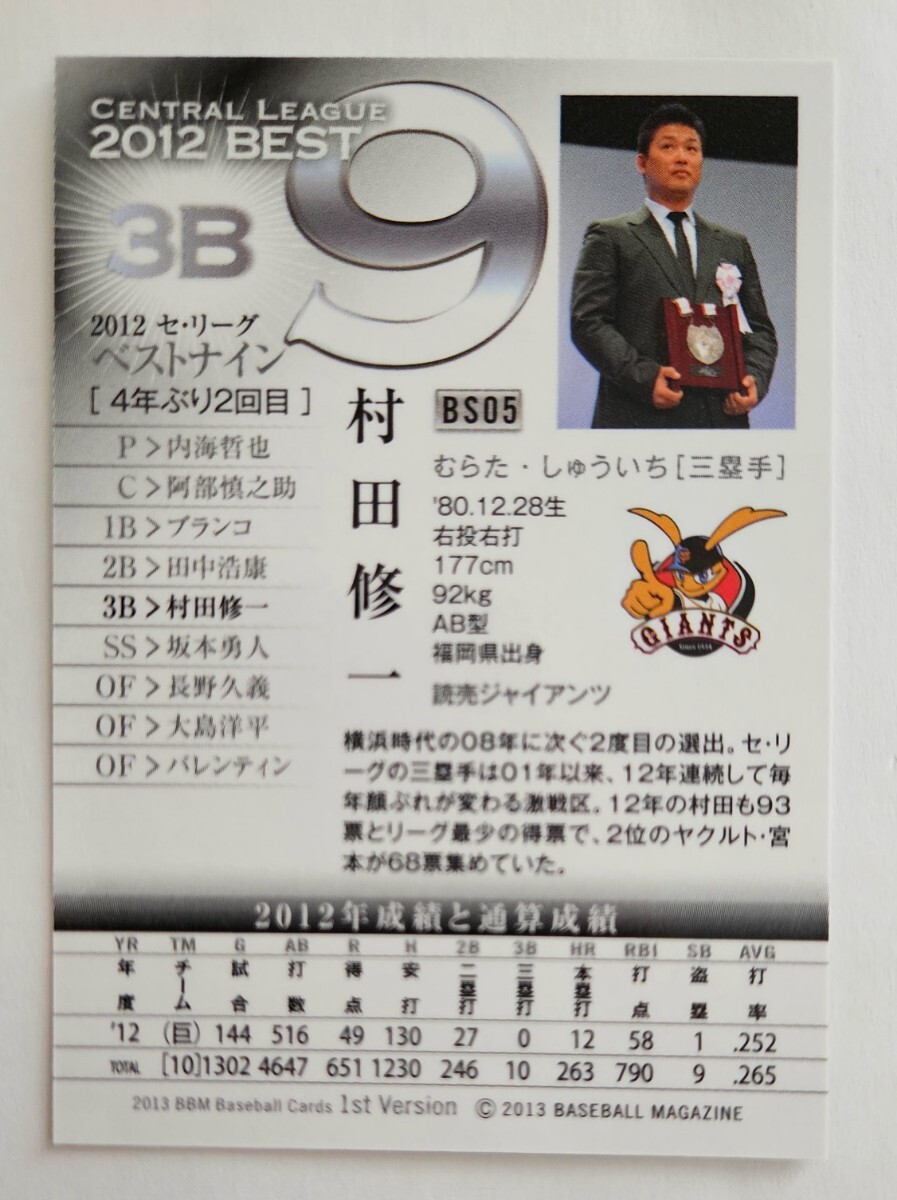 CENTRAL LEAGUE
2012 BEST
9
3B
2012 セ・リーグ
ベストナイン
[ 4年ぶり2回目 ]
P > 内海哲也
C > 阿部慎之助
1B > ブランコ
2B > 田中浩康
3B > 村田修一
SS > 坂本勇人
OF > 長野久義
OF > 大島洋平
OF > バレンティン
村田修一
BS05
むらた・しゅういち[三塁手]
'80.12.28生
右投右打
177cm
92kg
AB型
福岡県出身
読売ジャイアンツ
GIANTS
Since 1934
横浜時代の08年に次ぐ2度目の選出。セ・リ
ーグの三塁手は01年以来、12年連続して毎
年顔ぶれが変わる激戦区。12年の村田も93
票とリーグ最少の得票で、2位のヤクルト・宮
本が68票集めていた。
2012年成績と通算成績
YR TM G AB R H 2B 3B HR RBI SB AVG
年度 チーム 試合 打数 得点 安打 二塁打 三塁打 本塁打 打点 盗塁 打率
'12 (巨) 144 516 49 130 27 0 12 58 1 .252
TOTAL [10] 1302 4647 651 1230 246 10 263 790 9 .265
2013 BBM Baseball Cards 1st Version © 2013 BASEBALL MAGAZINE